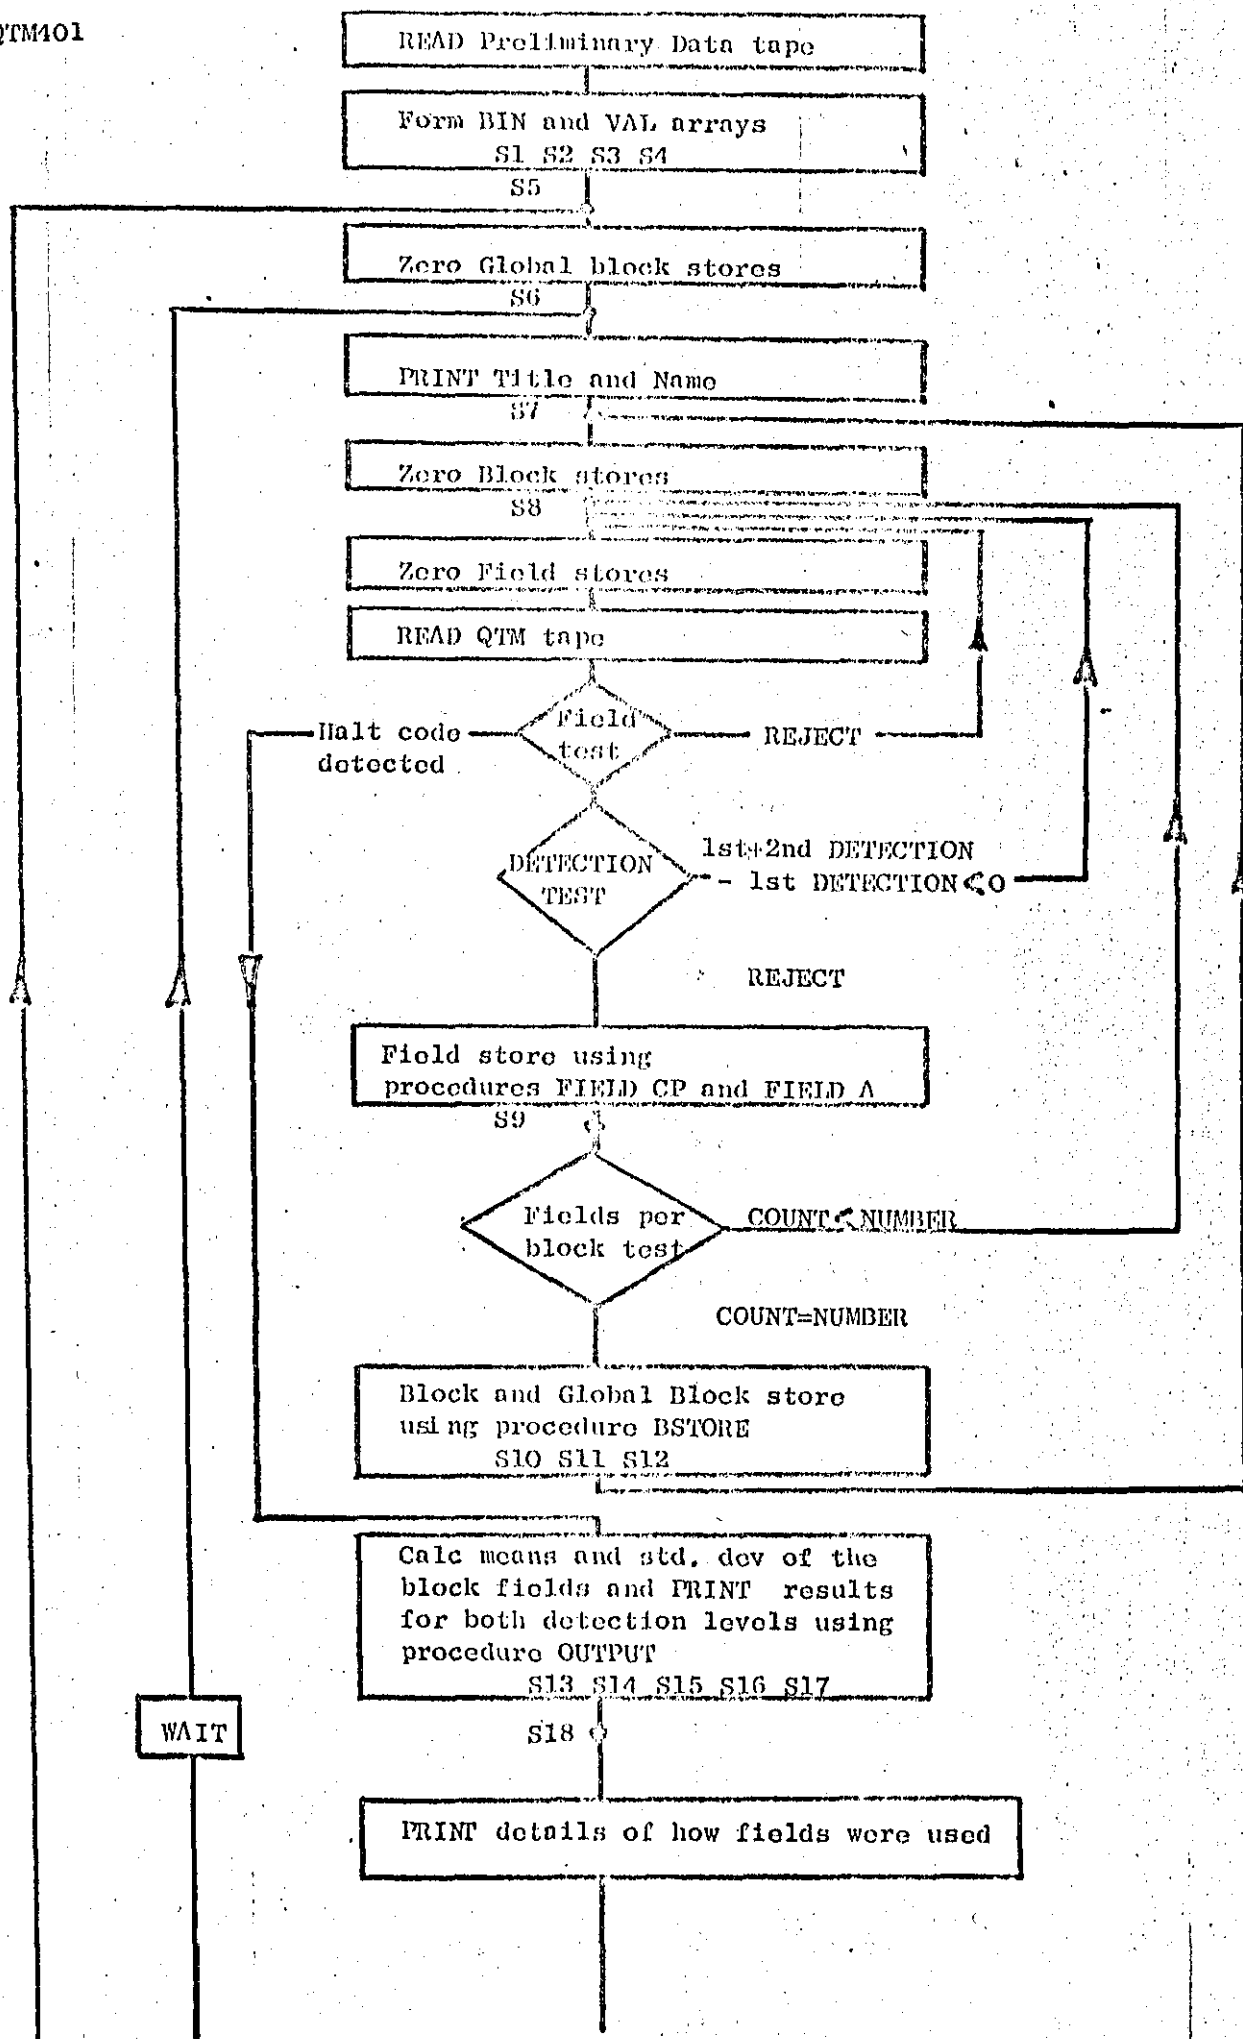 QTM401
READ Preliminary Data tape
Form BIN and VAL arrays
S1 S2 S3 S4
S5
Zero Global block stores
S6
PRINT Title and Name
S7
Zero Block stores
S8
Zero Field stores
READ QTM tape
Field
test
Halt code
detected
REJECT
DETECTION
TEST
1st+2nd DETECTION
- 1st DETECTION<0
REJECT
Field store using
procedures FIELD CP and FIELD A
S9
Fields per
block test
COUNT<NUMBER
COUNT=NUMBER
Block and Global Block store
using procedure BSTORE
S10 S11 S12
Calc means and std. dev of the
block fields and PRINT results
for both detection levels using
procedure OUTPUT
S13 S14 S15 S16 S17
WAIT
S18
PRINT details of how fields were used